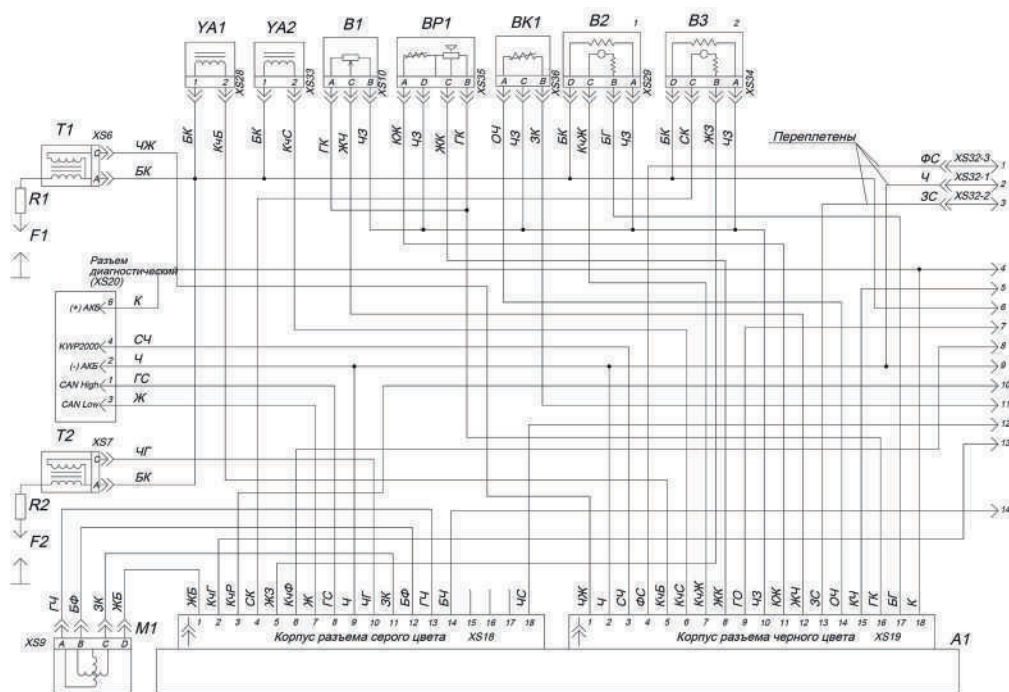 YA1 YA2 B1 BP1 BK1 B2 1 B3 2
1 2 1 2 A C B A D C B A C B D C B A D C B A
XS28 XS33 XS10 XS35 XS36 XS29 XS34
БК КчБ БК КчС ГК ЖЧ ЧЗ КЖ ЧЗ ЖК ГК ОЧ ЧЗ ЗК БК КчЖ БГ ЧЗ БК СК ЖЗ ЧЗ
Переплетены
T1 XS6
C ЧЖ
A БК
R1
F1
ФС XS32-3 1
Ч XS32-1 2
ЗС XS32-2 3
Разъем
диагностический
(XS20)
(+) АКБ 6 К
KWP2000 4 СЧ
(-) АКБ 2 Ч
CAN High 1 ГС
CAN Low 3 Ж
4
5
6
7
8
9
10
11
12
13
14
T2 XS7
C ЧГ
A БК
R2
F2
ГЧ БФ ЗК ЖБ
M1
XS9 A B C D
ЖБ КчГ КчР СК ЖЗ КчФ Ж ГС Ч ЧГ ЗК БФ ГЧ БЧ ЧС
1 2 3 4 5 6 7 8 9 10 11 12 13 14 15 16 17 18
Корпус разъема серого цвета XS18
ЧЖ Ч СЧ ФС КчБ КчС КчЖ ЖК ГО ЧЗ КЖ ЖЧ ЗС ОЧ КЧ ГК БГ К
1 2 3 4 5 6 7 8 9 10 11 12 13 14 15 16 17 18
Корпус разъема черного цвета XS19
A1